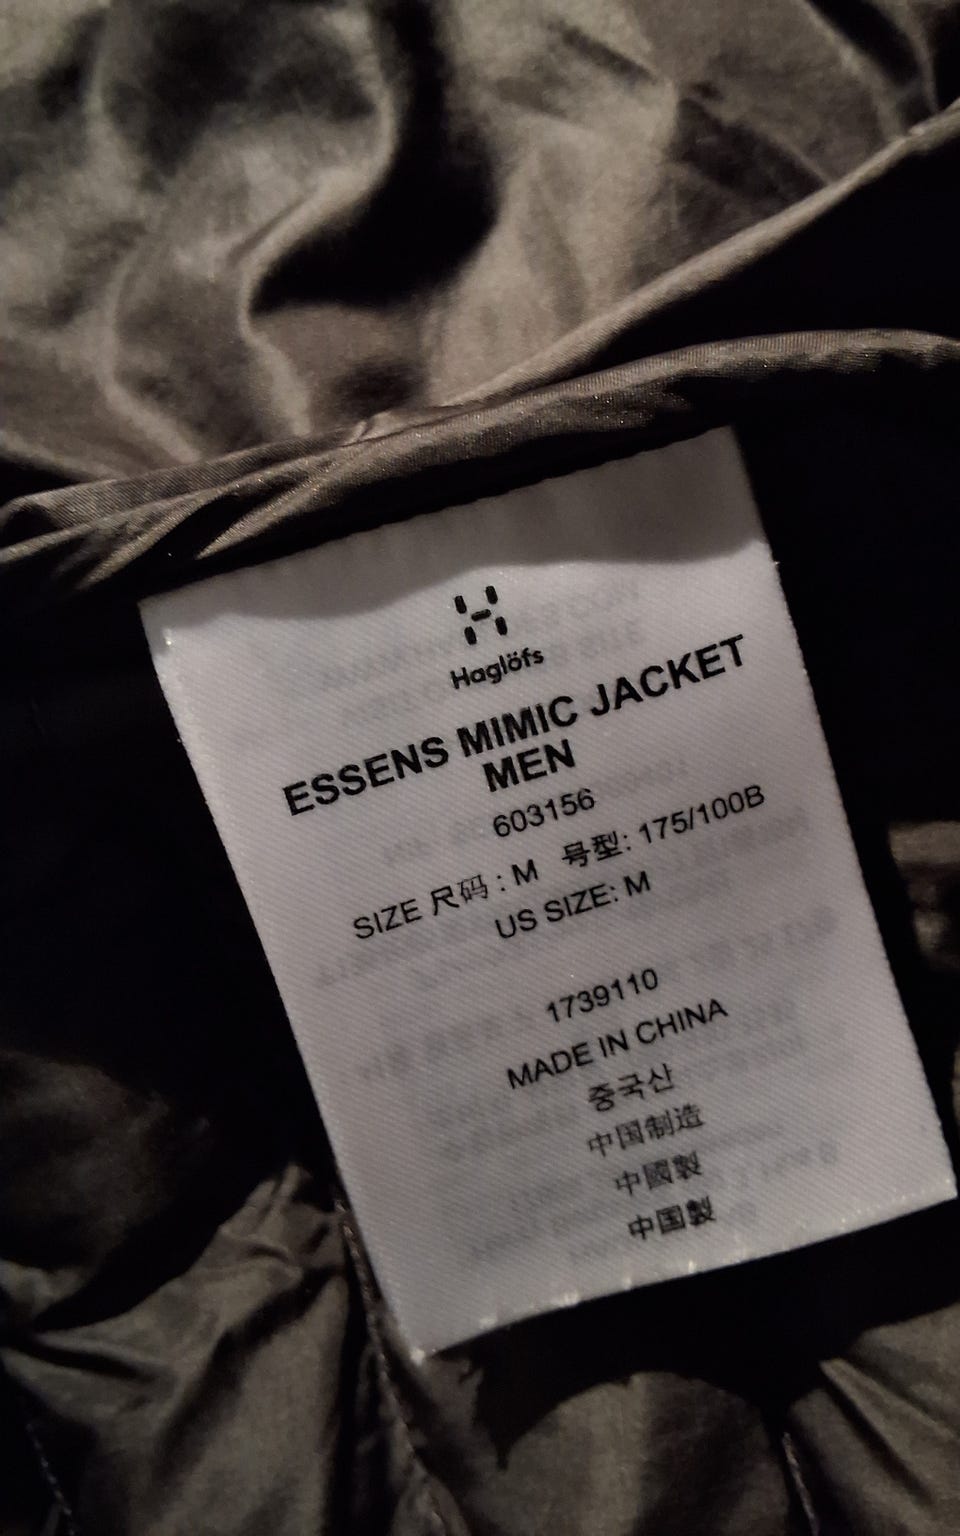 Haglöfs
ESSENS MIMIC JACKET
MEN
603156
SIZE 尺码 : M 号型: 175/100B
US SIZE: M
1739110
MADE IN CHINA
중국산
中国制造
中國製
中国製